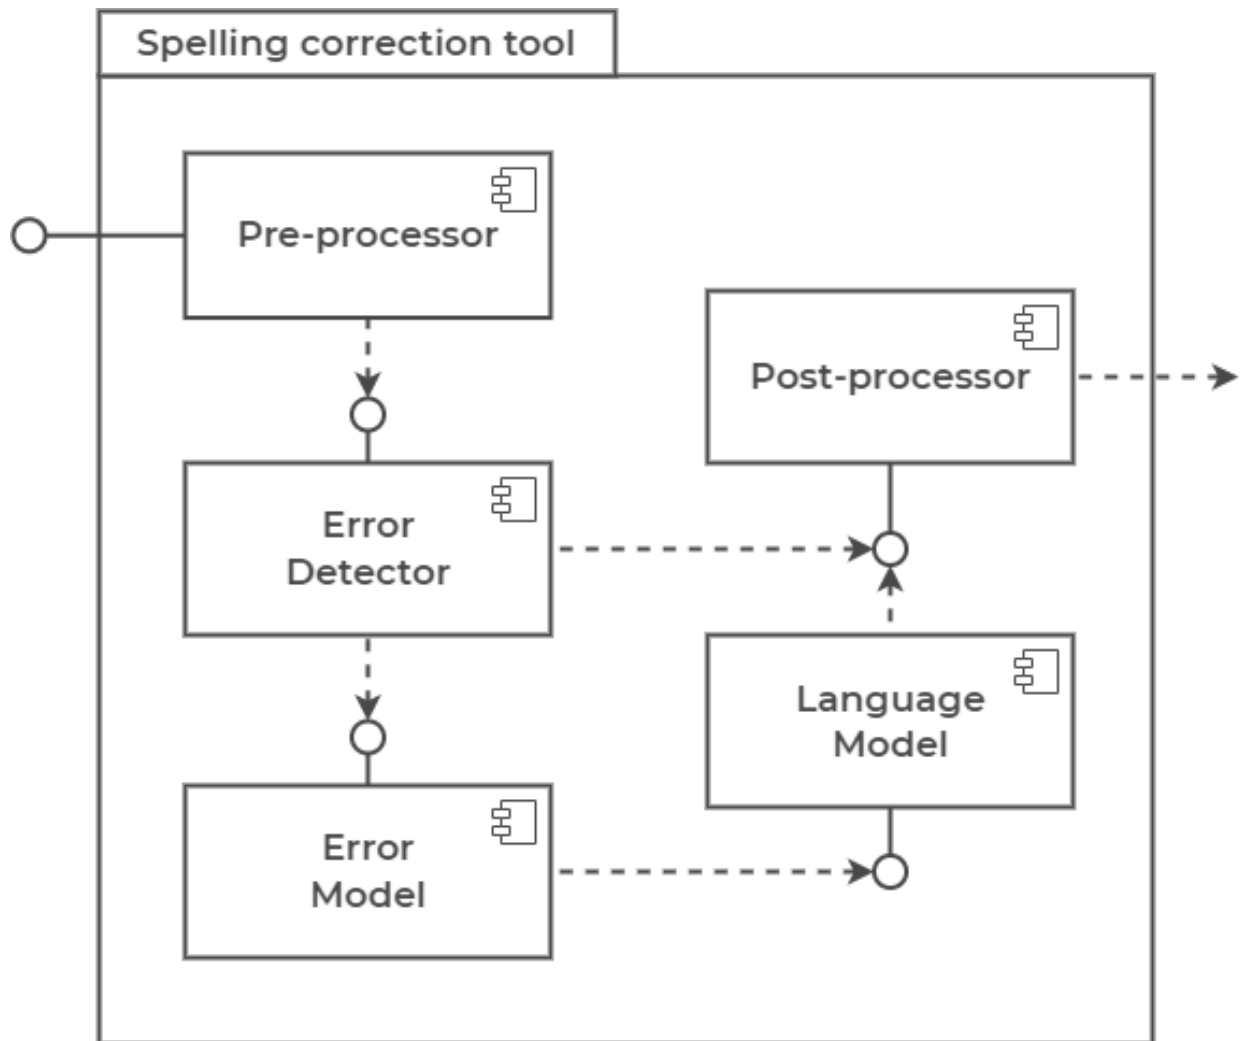 Spelling correction tool
Pre-processor
Post-processor
Error
Detector
Language
Model
Error
Model